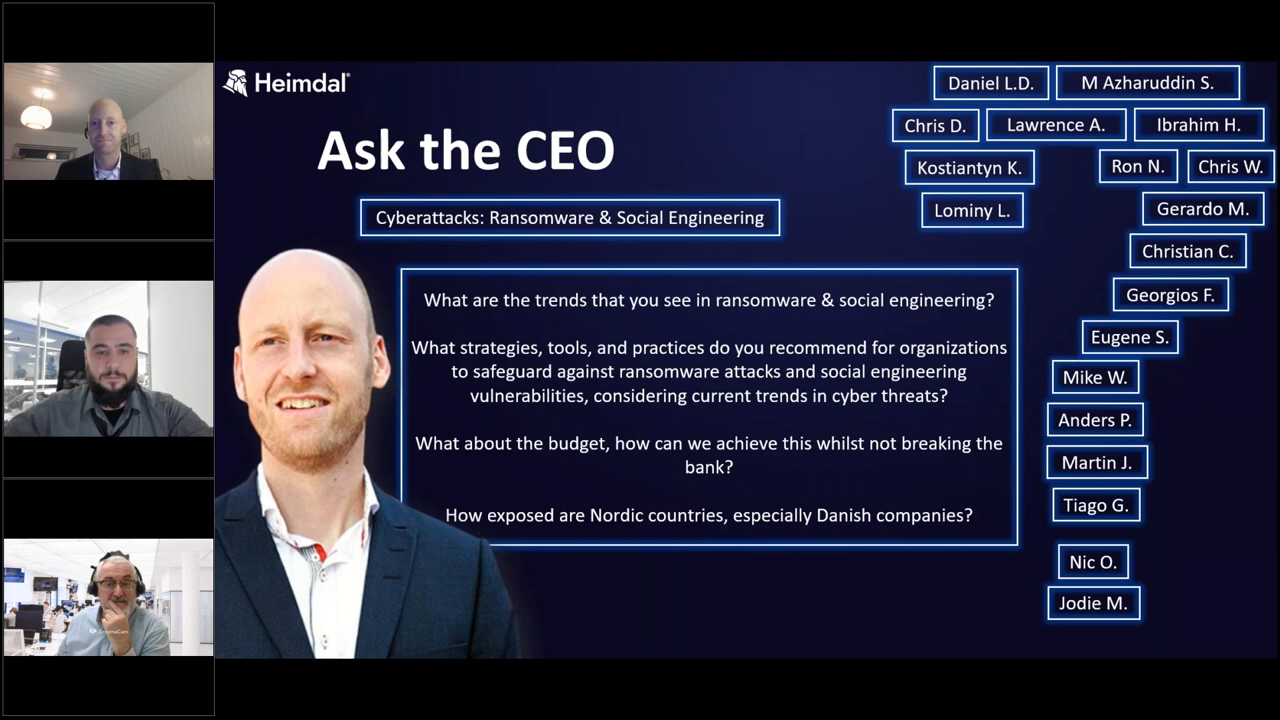 Heimdal®
Ask the CEO
Cyberattacks: Ransomware & Social Engineering
What are the trends that you see in ransomware & social engineering?
What strategies, tools, and practices do you recommend for organizations
to safeguard against ransomware attacks and social engineering
vulnerabilities, considering current trends in cyber threats?
What about the budget, how can we achieve this whilst not breaking the
bank?
How exposed are Nordic countries, especially Danish companies?
Daniel L.D.
M Azharuddin S.
Chris D.
Lawrence A.
Ibrahim H.
Kostiantyn K.
Ron N.
Chris W.
Lominy L.
Gerardo M.
Christian C.
Georgios F.
Eugene S.
Mike W.
Anders P.
Martin J.
Tiago G.
Nic O.
Jodie M.
ChromaCam